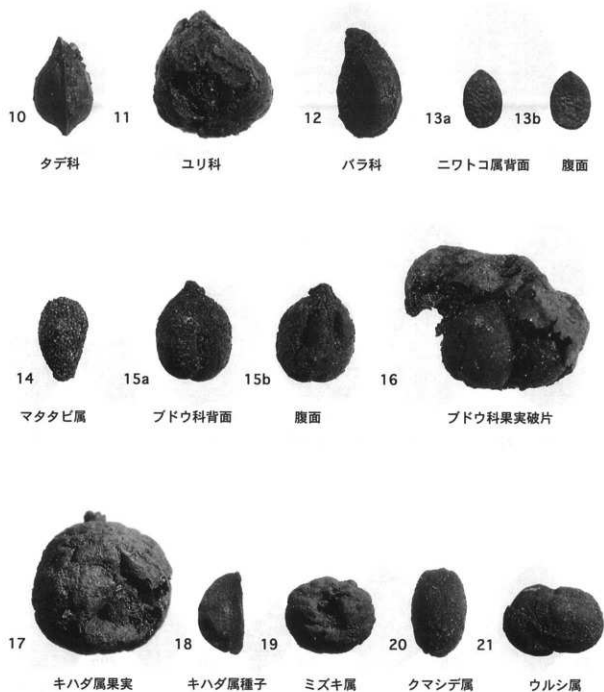 10 11 12 13a 13b
タデ科 ユリ科 バラ科 ニワトコ属背面 腹面
14 15a 15b 16
マタタビ属 ブドウ科背面 腹面 ブドウ科果実破片
17 18 19 20 21
キハダ属果実 キハダ属種子 ミズキ属 クマシデ属 ウルシ属